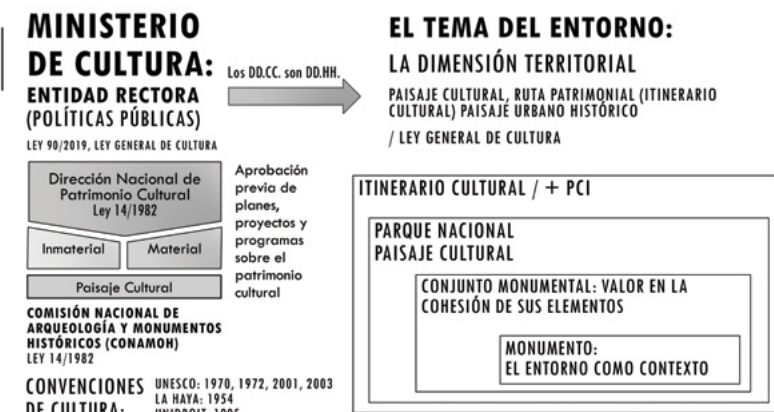 MINISTERIO
DE CULTURA:
ENTIDAD RECTORA
(POLÍTICAS PÚBLICAS)
LEY 90/2019, LEY GENERAL DE CULTURA
Los DD.CC. son DD.HH.
EL TEMA DEL ENTORNO:
LA DIMENSIÓN TERRITORIAL
PAISAJE CULTURAL, RUTA PATRIMONIAL (ITINERARIO
CULTURAL) PAISAJE URBANO HISTÓRICO
/ LEY GENERAL DE CULTURA
Dirección Nacional de
Patrimonio Cultural
Ley 14/1982
Inmaterial
Material
Paisaje Cultural
Aprobación
previa de
planes,
proyectos y
programas
sobre el
patrimonio
cultural
COMISIÓN NACIONAL DE
ARQUEOLOGÍA Y MONUMENTOS
HISTÓRICOS (CONAMOH)
LEY 14/1982
CONVENCIONES
DE CULTURA:
UNESCO: 1970, 1972, 2001, 2003
LA HAYA: 1954
UNIDROIT: 1995
ITINERARIO CULTURAL / + PCI
PARQUE NACIONAL
PAISAJE CULTURAL
CONJUNTO MONUMENTAL: VALOR EN LA
COHESIÓN DE SUS ELEMENTOS
MONUMENTO:
EL ENTORNO COMO CONTEXTO